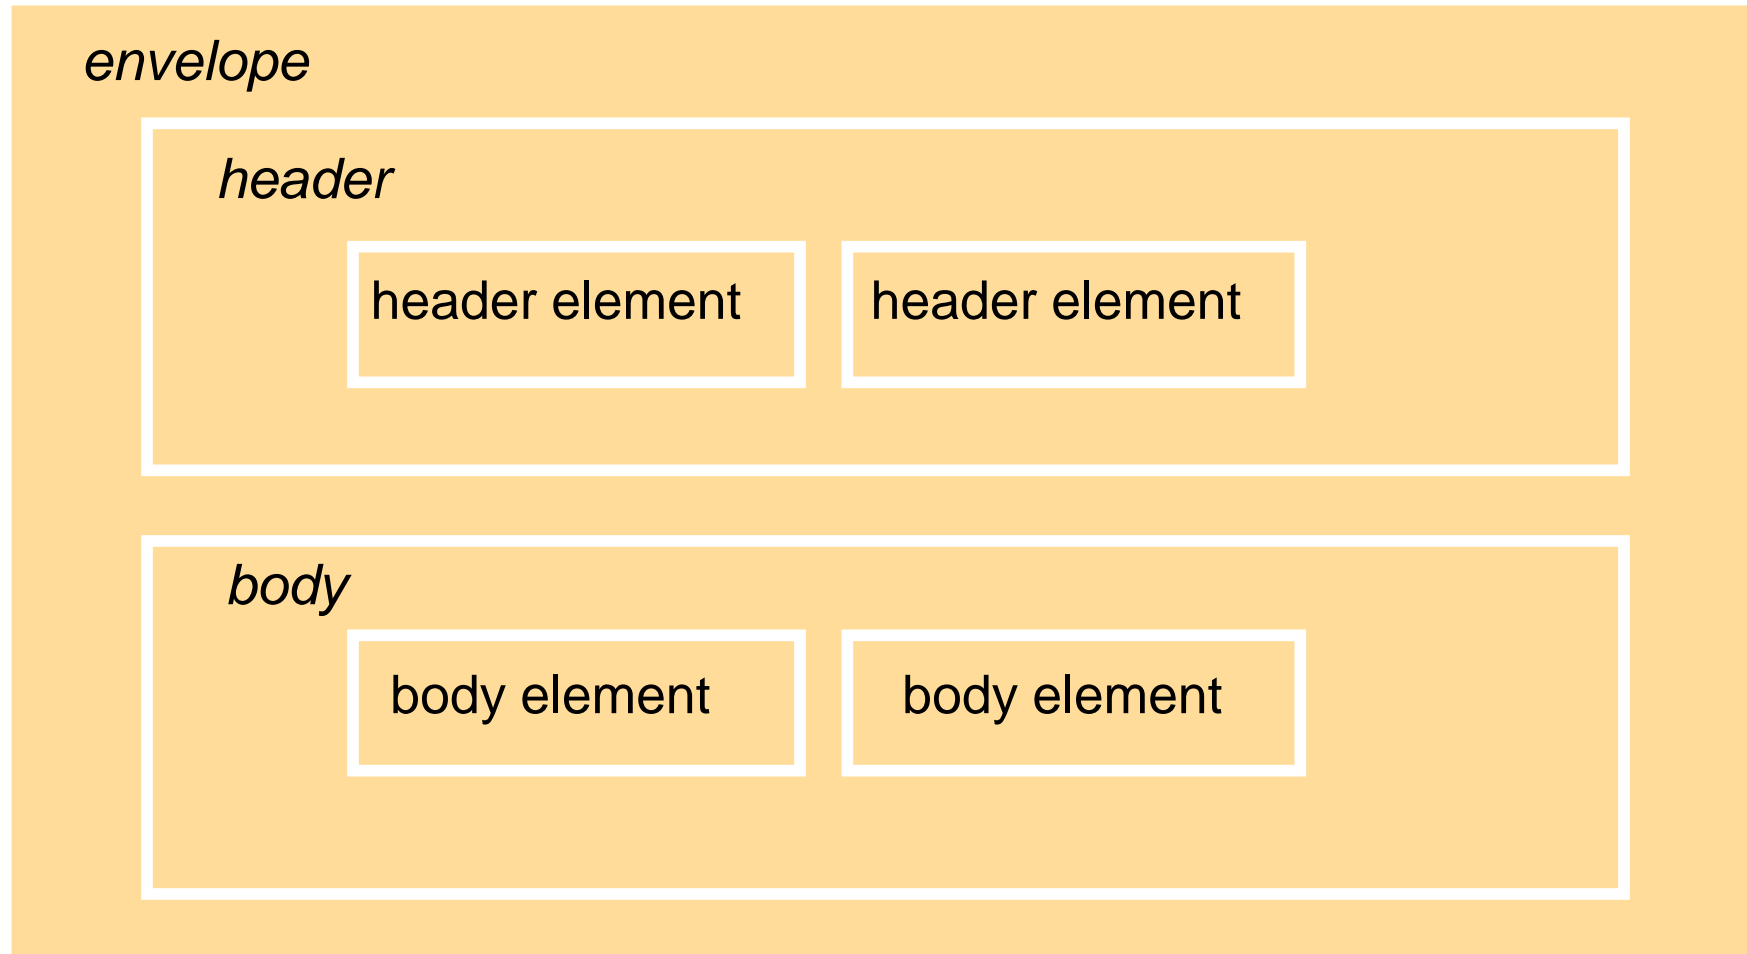 envelope
header
header element header element
body
body element body element